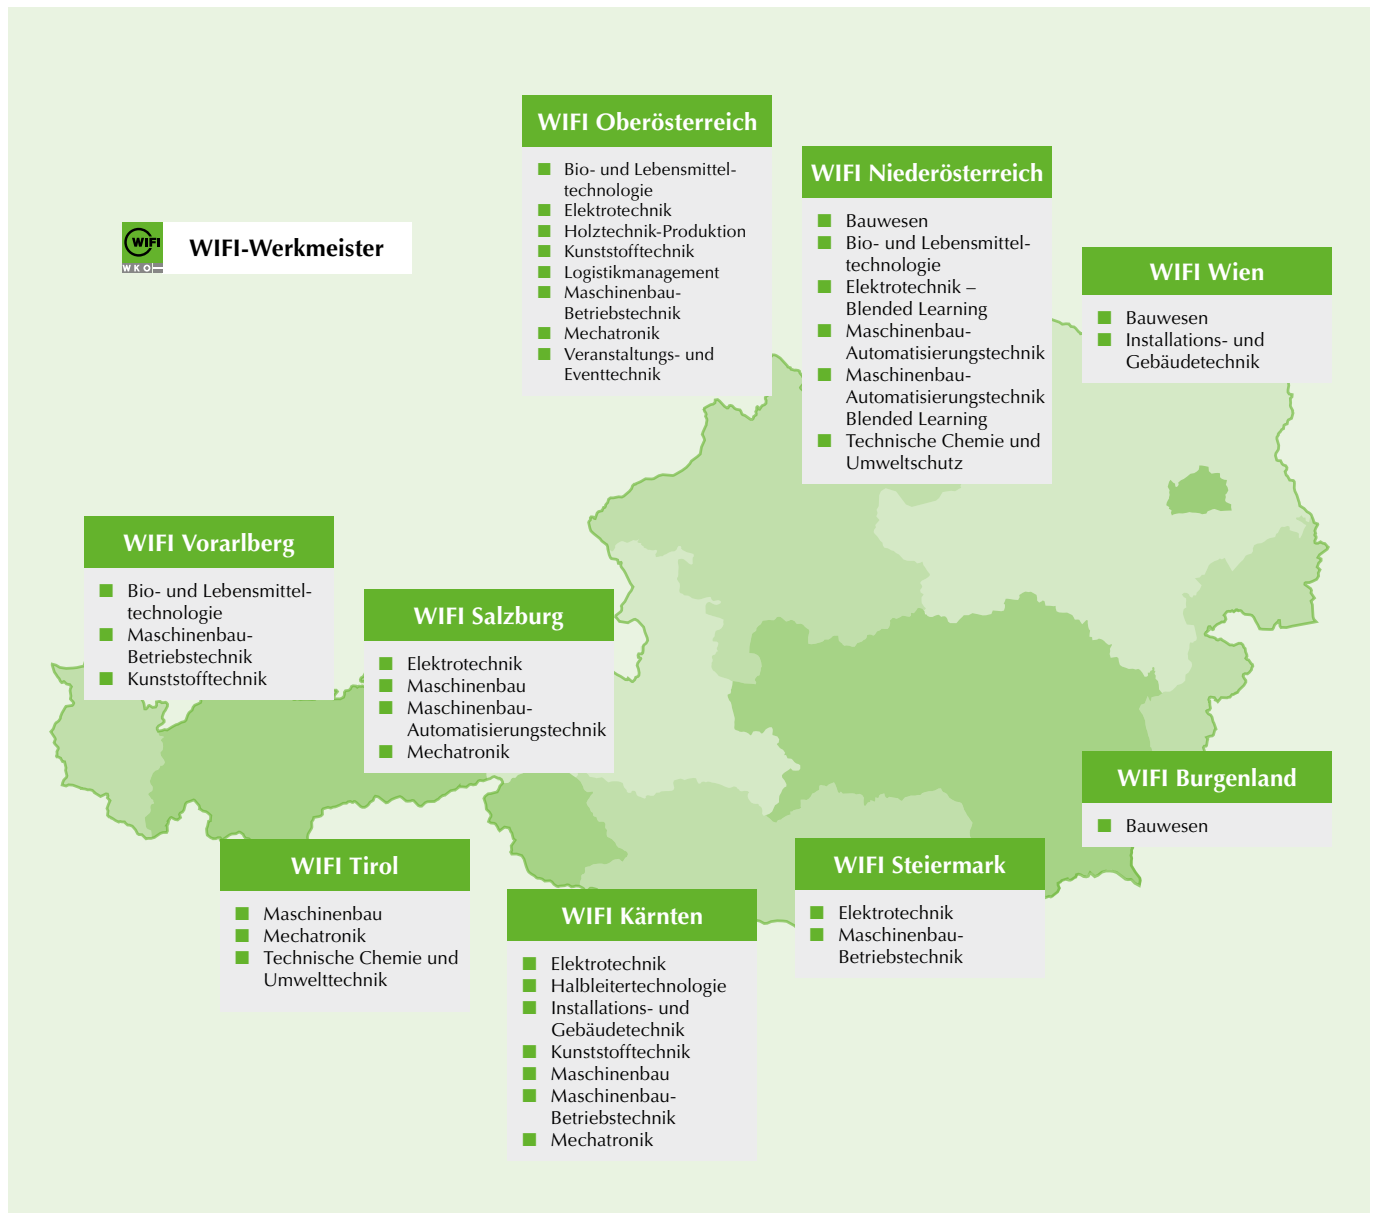 WIFI Oberösterreich
Bio- und Lebensmittel-
technologie
Elektrotechnik
Holztechnik-Produktion
Kunststofftechnik
Logistikmanagement
Maschinenbau-
Betriebstechnik
Mechatronik
Veranstaltungs- und
Eventtechnik
WIFI Niederösterreich
Bauwesen
Bio- und Lebensmittel-
technologie
Elektrotechnik –
Blended Learning
Maschinenbau-
Automatisierungstechnik
Maschinenbau-
Automatisierungstechnik
Blended Learning
Technische Chemie und
Umweltschutz
WIFI
WKO
WIFI-Werkmeister
WIFI Wien
Bauwesen
Installations- und
Gebäudetechnik
WIFI Vorarlberg
Bio- und Lebensmittel-
technologie
Maschinenbau-
Betriebstechnik
Kunststofftechnik
WIFI Salzburg
Elektrotechnik
Maschinenbau
Maschinenbau-
Automatisierungstechnik
Mechatronik
WIFI Burgenland
Bauwesen
WIFI Tirol
Maschinenbau
Mechatronik
Technische Chemie und
Umwelttechnik
WIFI Kärnten
Elektrotechnik
Halbleitertechnologie
Installations- und
Gebäudetechnik
Kunststofftechnik
Maschinenbau
Maschinenbau-
Betriebstechnik
Mechatronik
WIFI Steiermark
Elektrotechnik
Maschinenbau-
Betriebstechnik